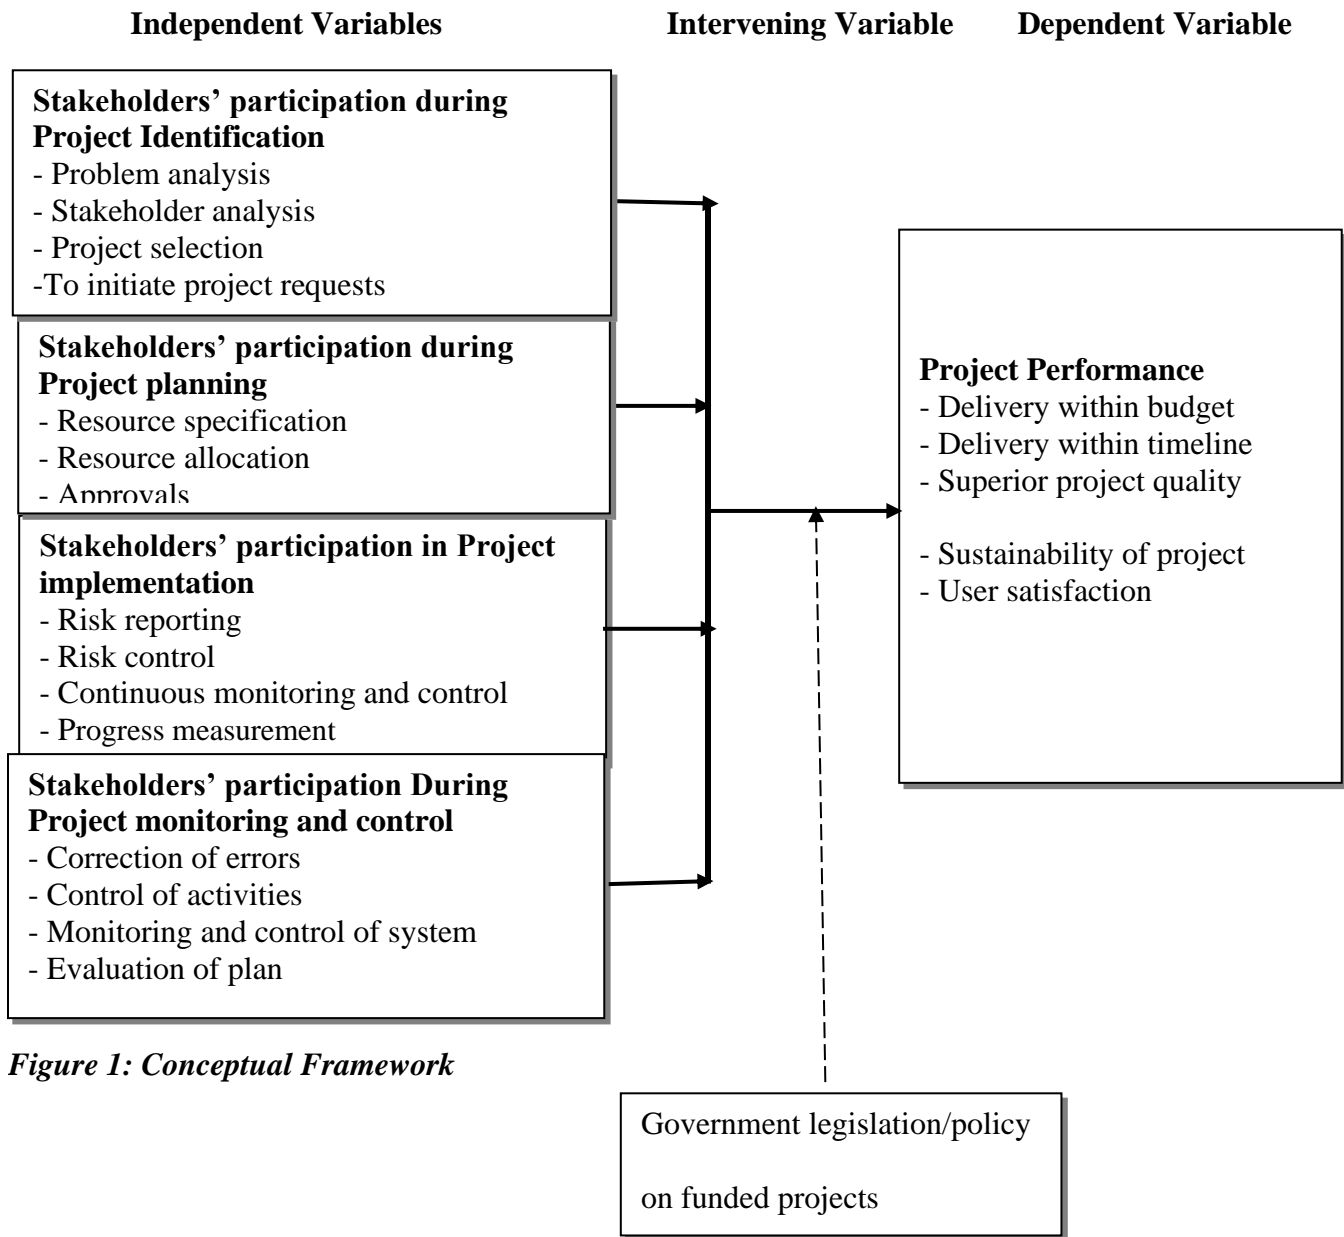 Independent Variables Intervening Variable Dependent Variable
Stakeholders’ participation during
Project Identification
- Problem analysis
- Stakeholder analysis
- Project selection
-To initiate project requests
Stakeholders’ participation during
Project planning
- Resource specification
- Resource allocation
- Approvals
Stakeholders’ participation in Project
implementation
- Risk reporting
- Risk control
- Continuous monitoring and control
- Progress measurement
Stakeholders’ participation During
Project monitoring and control
- Correction of errors
- Control of activities
- Monitoring and control of system
- Evaluation of plan
Project Performance
- Delivery within budget
- Delivery within timeline
- Superior project quality
- Sustainability of project
- User satisfaction
Figure 1: Conceptual Framework
Government legislation/policy
on funded projects